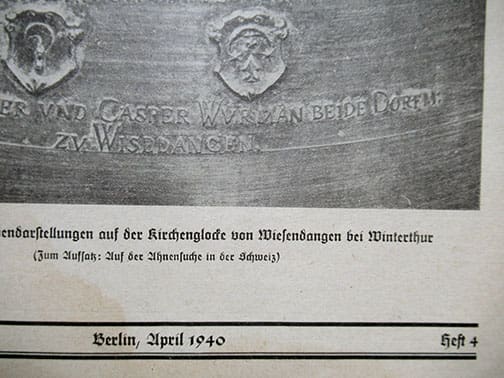 ER VND CASPER WVRMAN BEIDE DORFM:
ZV WISEDANGEN.
endarstellungen auf der Kirchenglocke von Wiesendangen bei Winterthur
(Zum Aufsatz: Auf der Ahnensuche in der Schweiz)
Berlin, April 1940 Heft 4